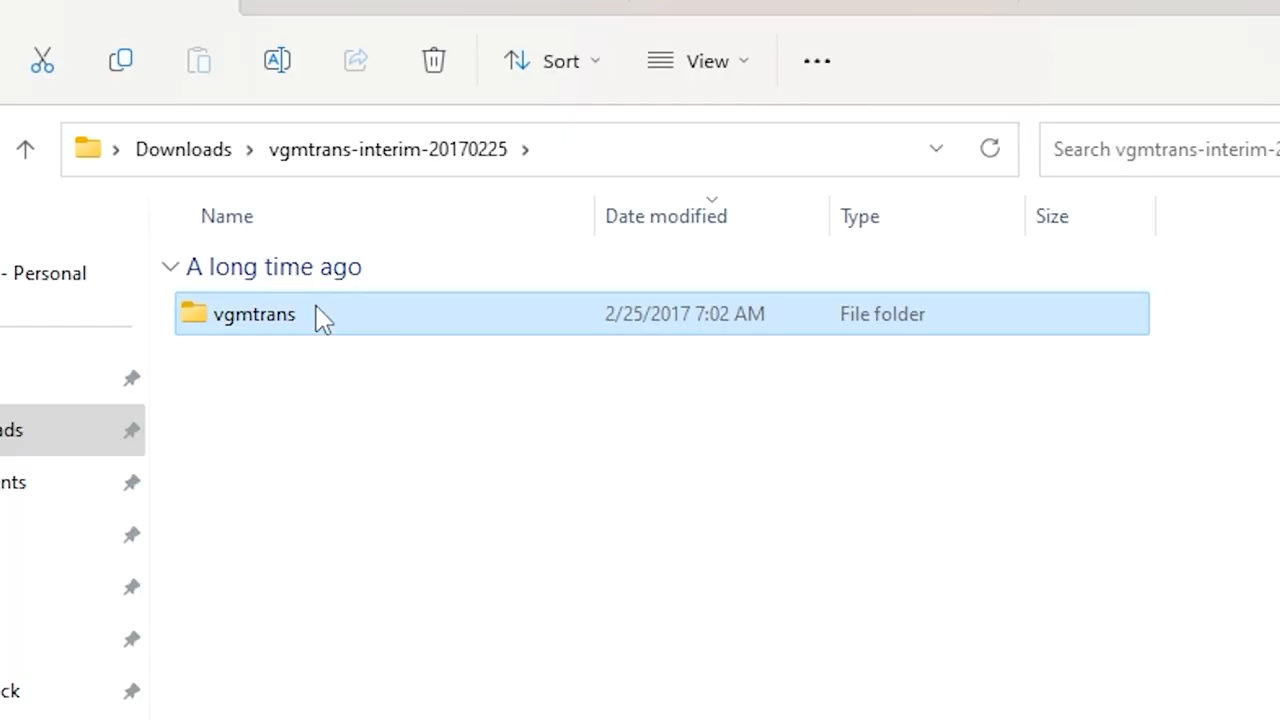 Sort View
Downloads vgmtrans-interim-20170225 Search vgmtrans-interim-2
Name Date modified Type Size
- Personal
A long time ago
vgmtrans 2/25/2017 7:02 AM File folder
ads
nts
ck